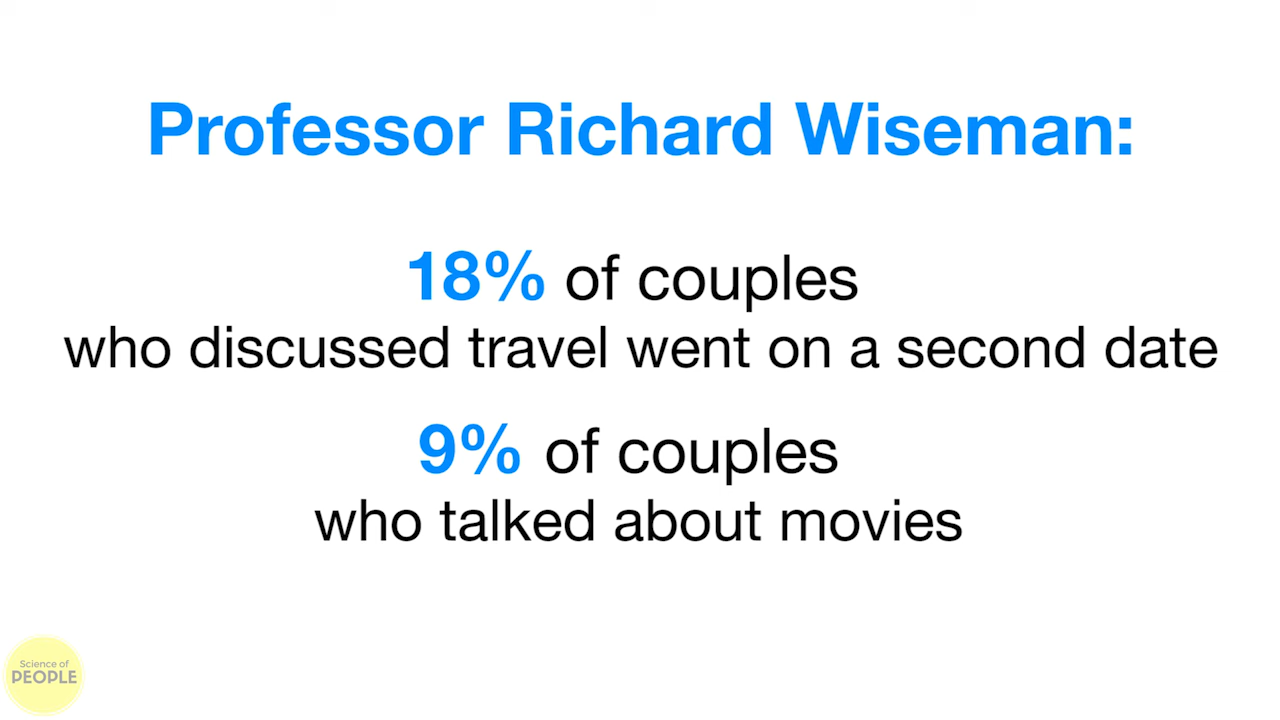 Professor Richard Wiseman:
18% of couples
who discussed travel went on a second date
9% of couples
who talked about movies
Science of
PEOPLE